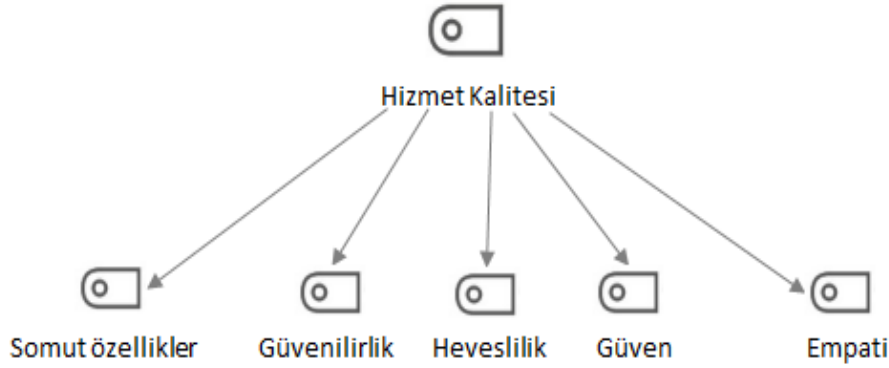 Hizmet Kalitesi
Somut özellikler
Güvenilirlik
Heveslilik
Güven
Empati